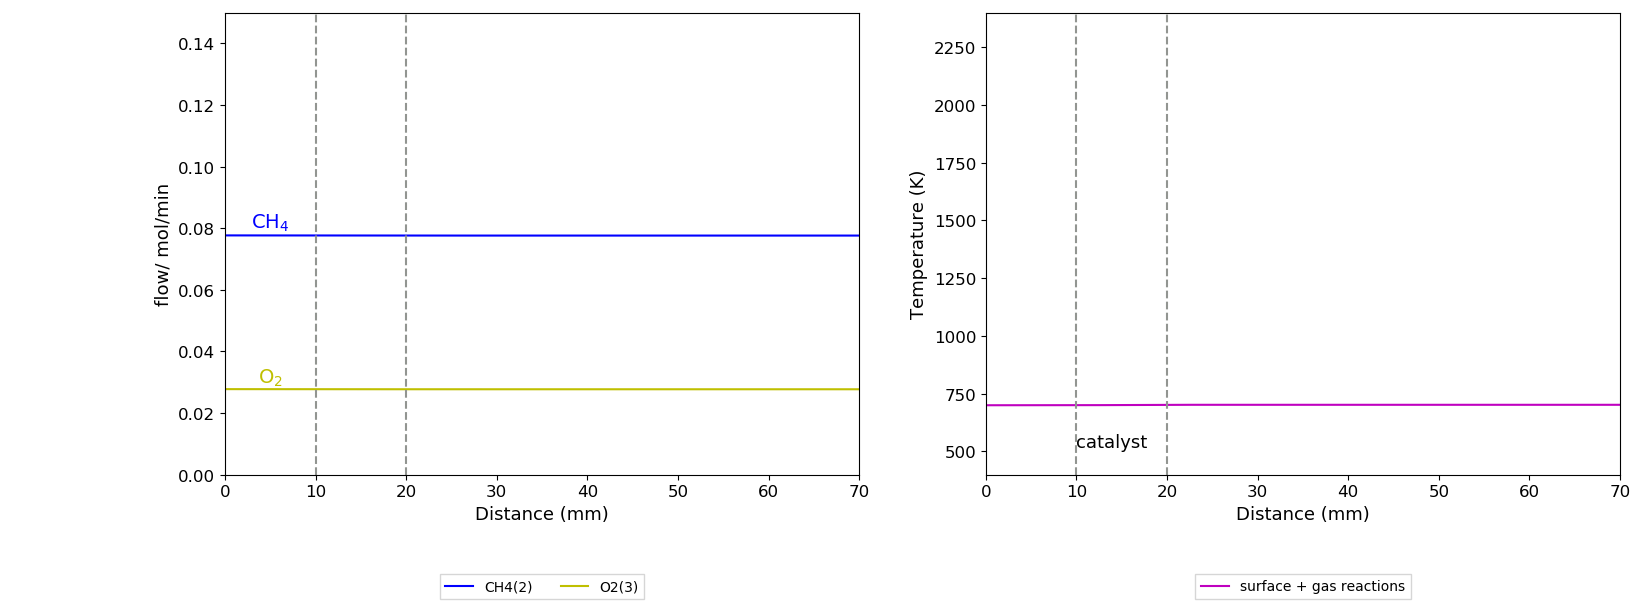 0.14
0.12
0.10
0.08
0.06
0.04
0.02
0.00
flow/ mol/min
CH₄
O₂
0 10 20 30 40 50 60 70
Distance (mm)
CH4(2) O2(3)
2250
2000
1750
1500
1250
1000
750
500
Temperature (K)
catalyst
0 10 20 30 40 50 60 70
Distance (mm)
surface + gas reactions